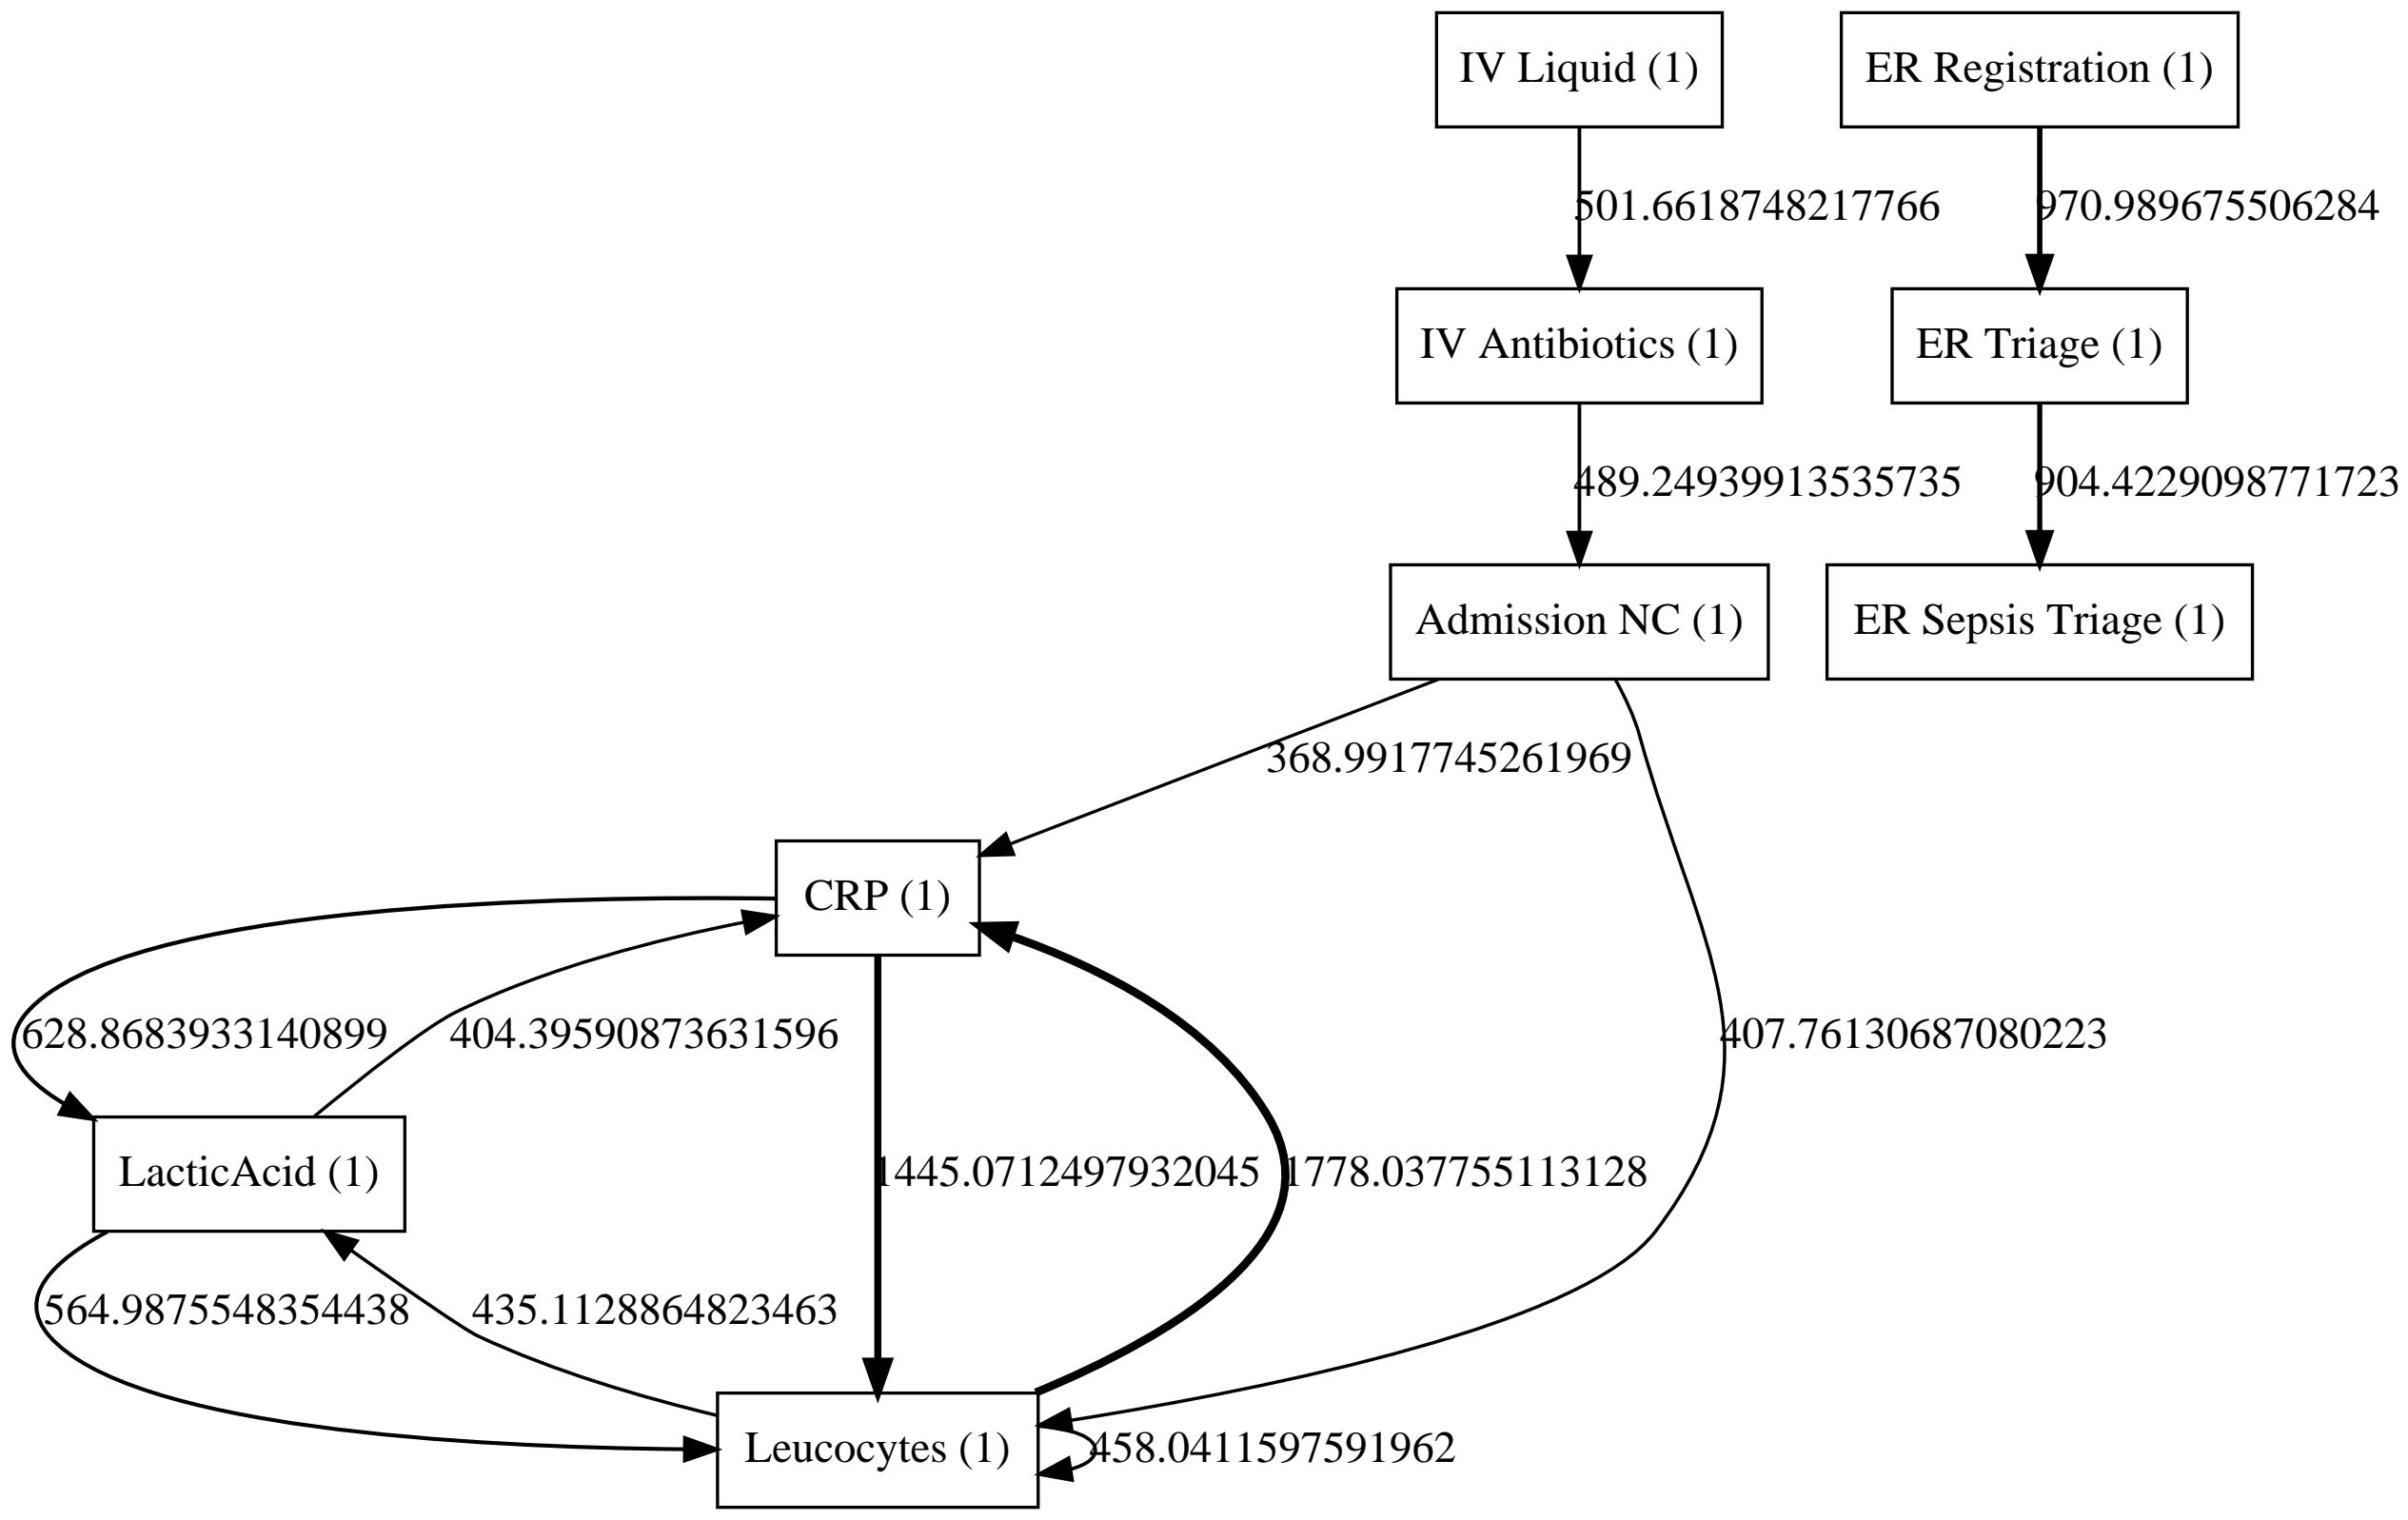 IV Liquid (1)
ER Registration (1)
501.6618748217766
970.989675506284
IV Antibiotics (1)
ER Triage (1)
489.24939913535735
904.4229098771723
Admission NC (1)
ER Sepsis Triage (1)
368.9917745261969
CRP (1)
628.8683933140899
404.39590873631596
407.76130687080223
LacticAcid (1)
1445.0712497932045
1778.037755113128
564.9875548354438
435.1128864823463
Leucocytes (1)
458.0411597591962